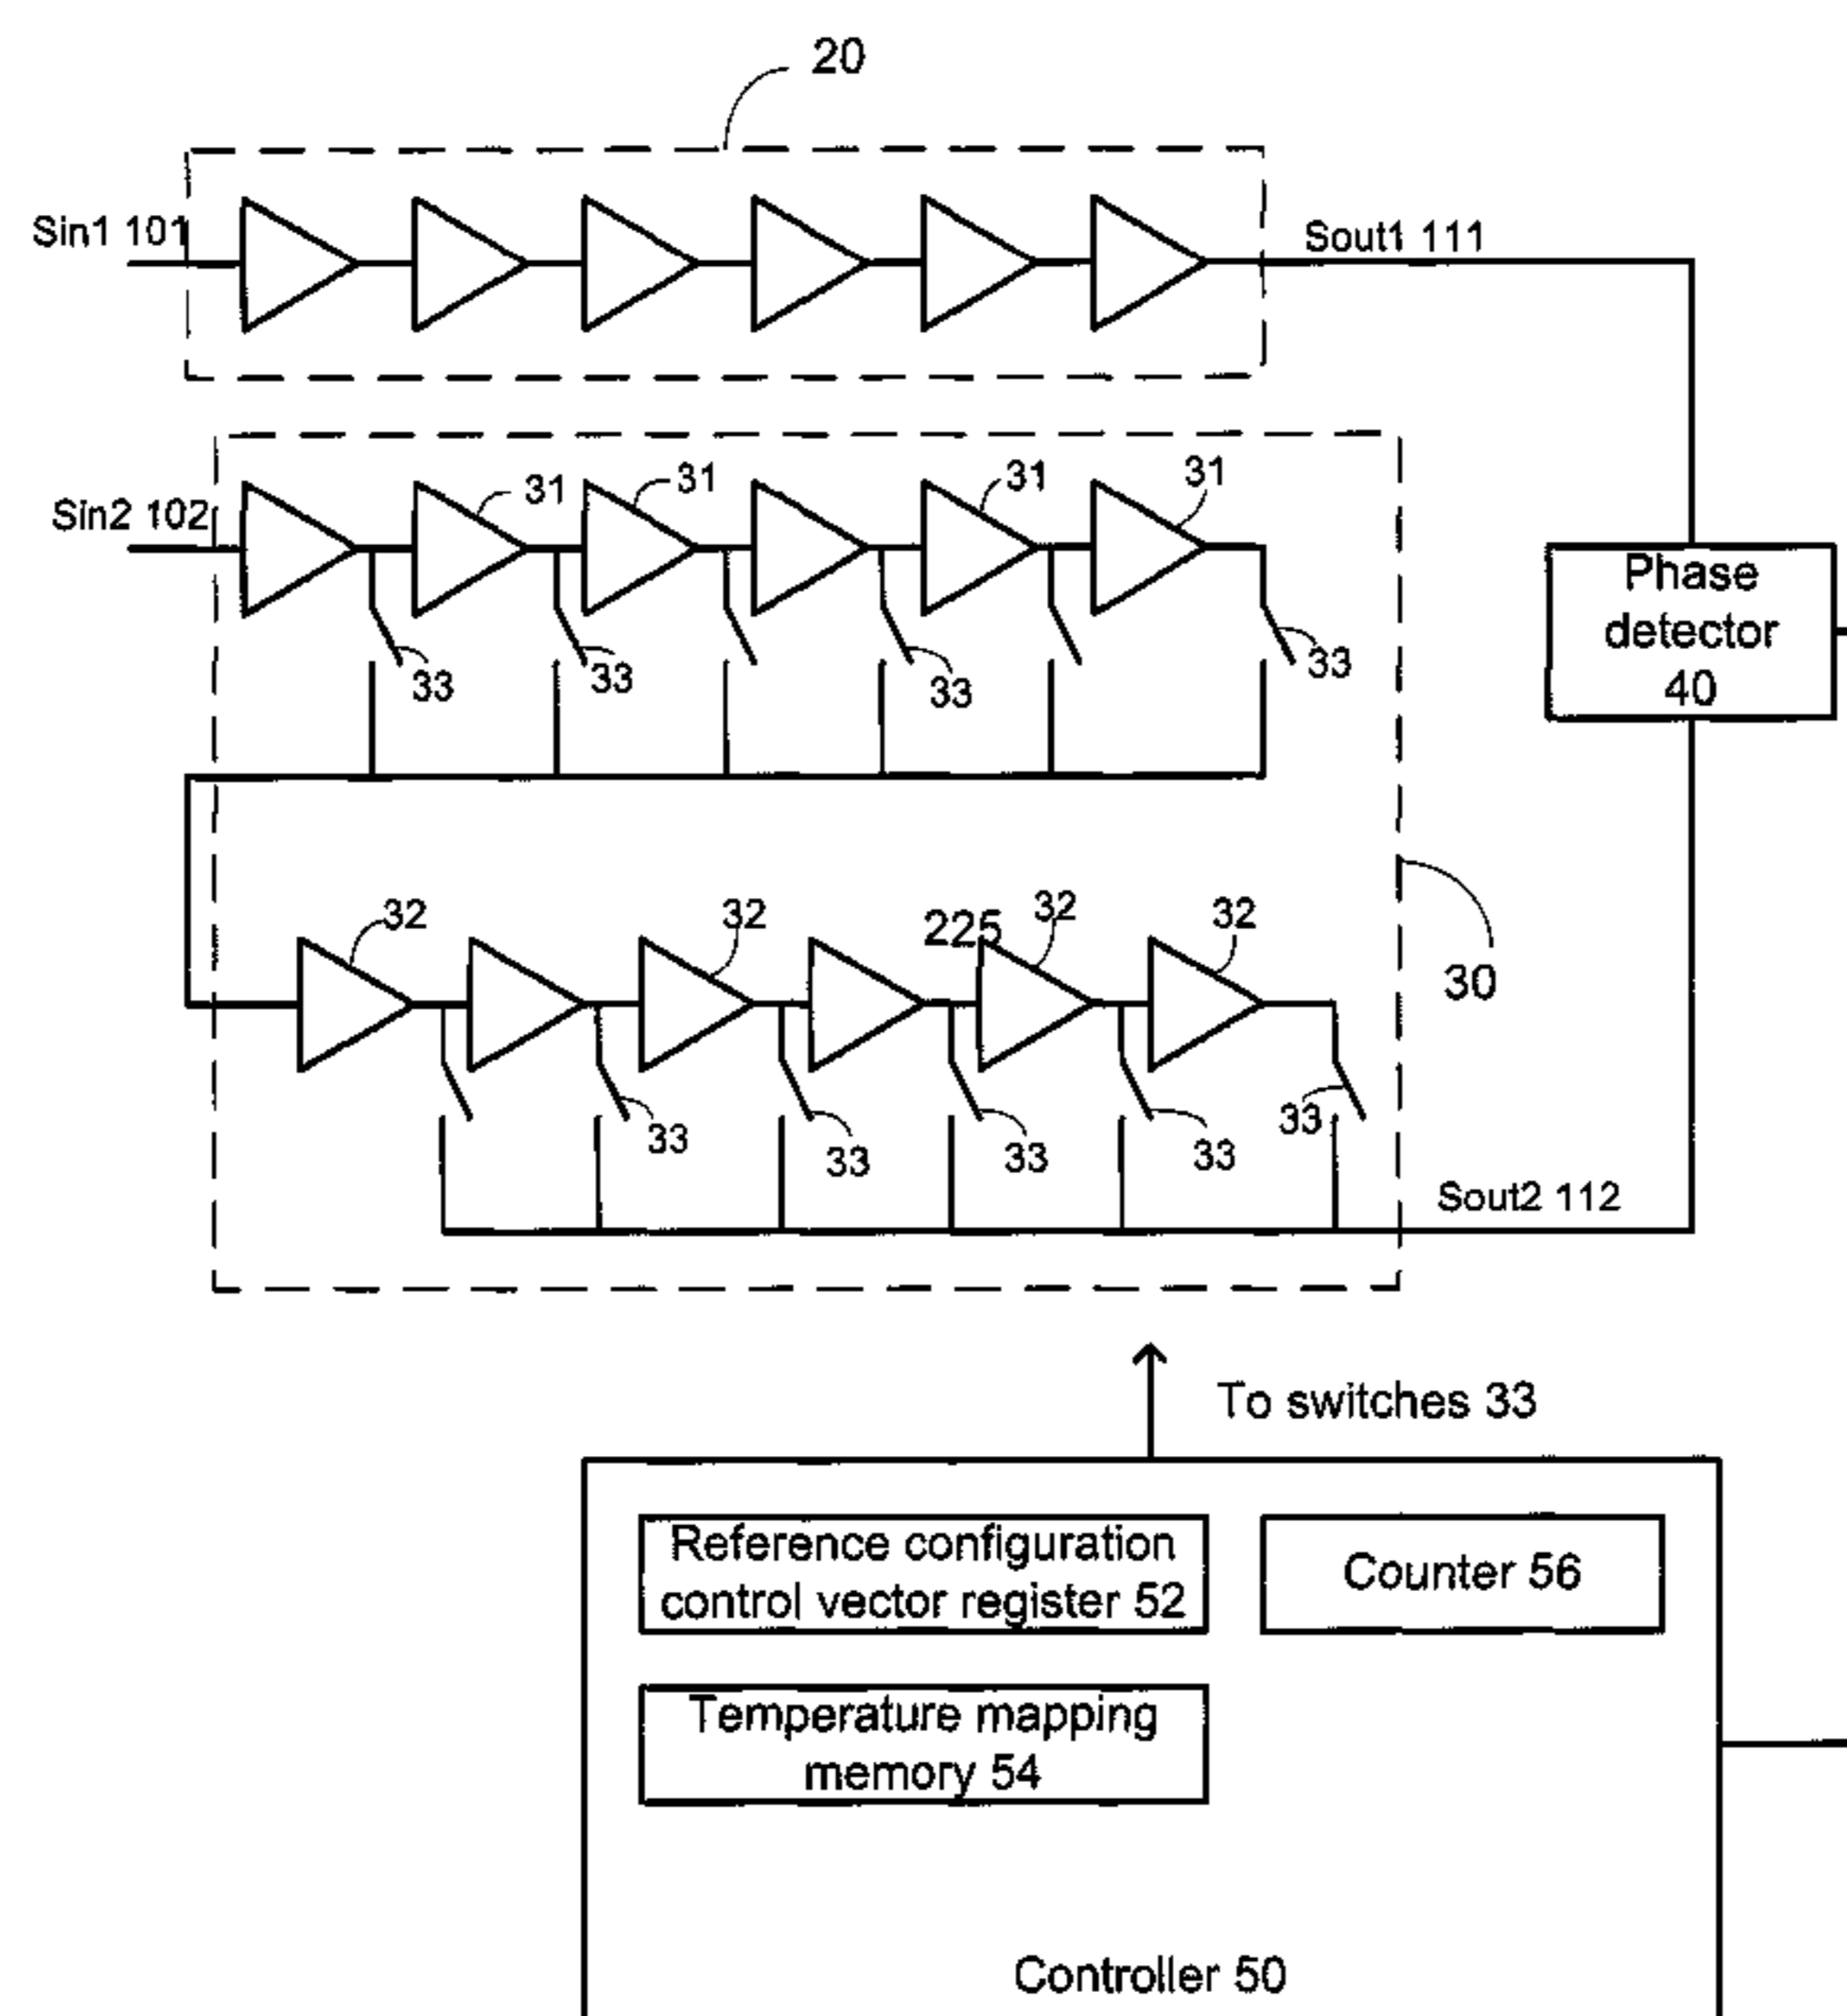 20
Sin1 101
Sout1 111
31
31
31
31
Sin2 102
Phase
detector
40
33
33
33
33
32
32
225
32
32
30
33
33
33
33
33
Sout2 112
To switches 33
Reference configuration
control vector register 52
Counter 56
Temperature mapping
memory 54
Controller 50